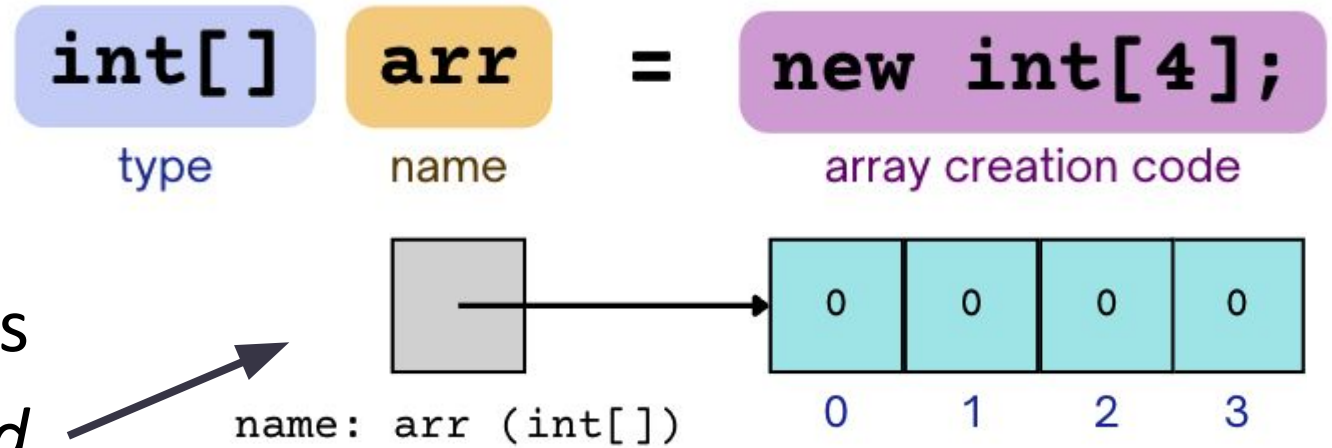 int[] arr = new int[4];
type name array creation code
0 0 0 0
s
0 1 2 3
d
name: arr (int[])